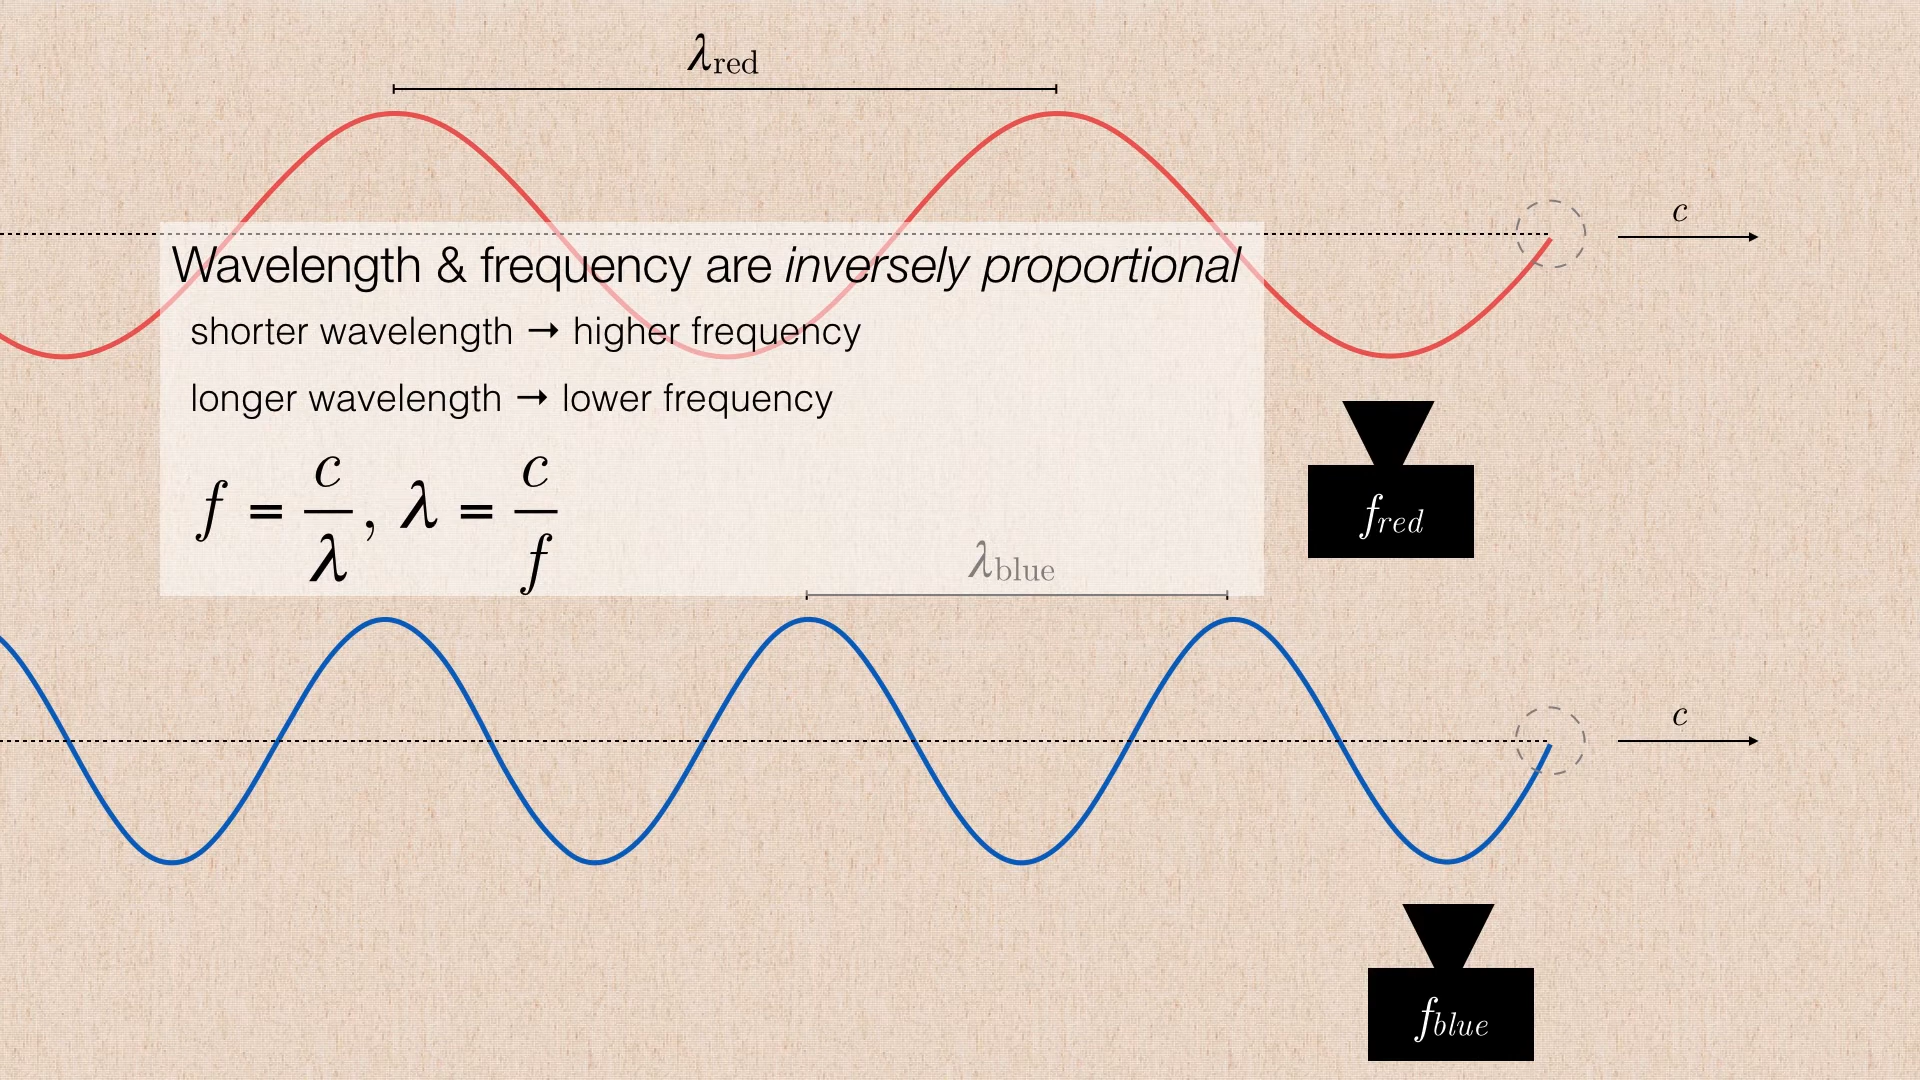 λred
c
Wavelength & frequency are inversely proportional
shorter wavelength → higher frequency
longer wavelength → lower frequency
f = c/λ, λ = c/f
fred
λblue
c
fblue